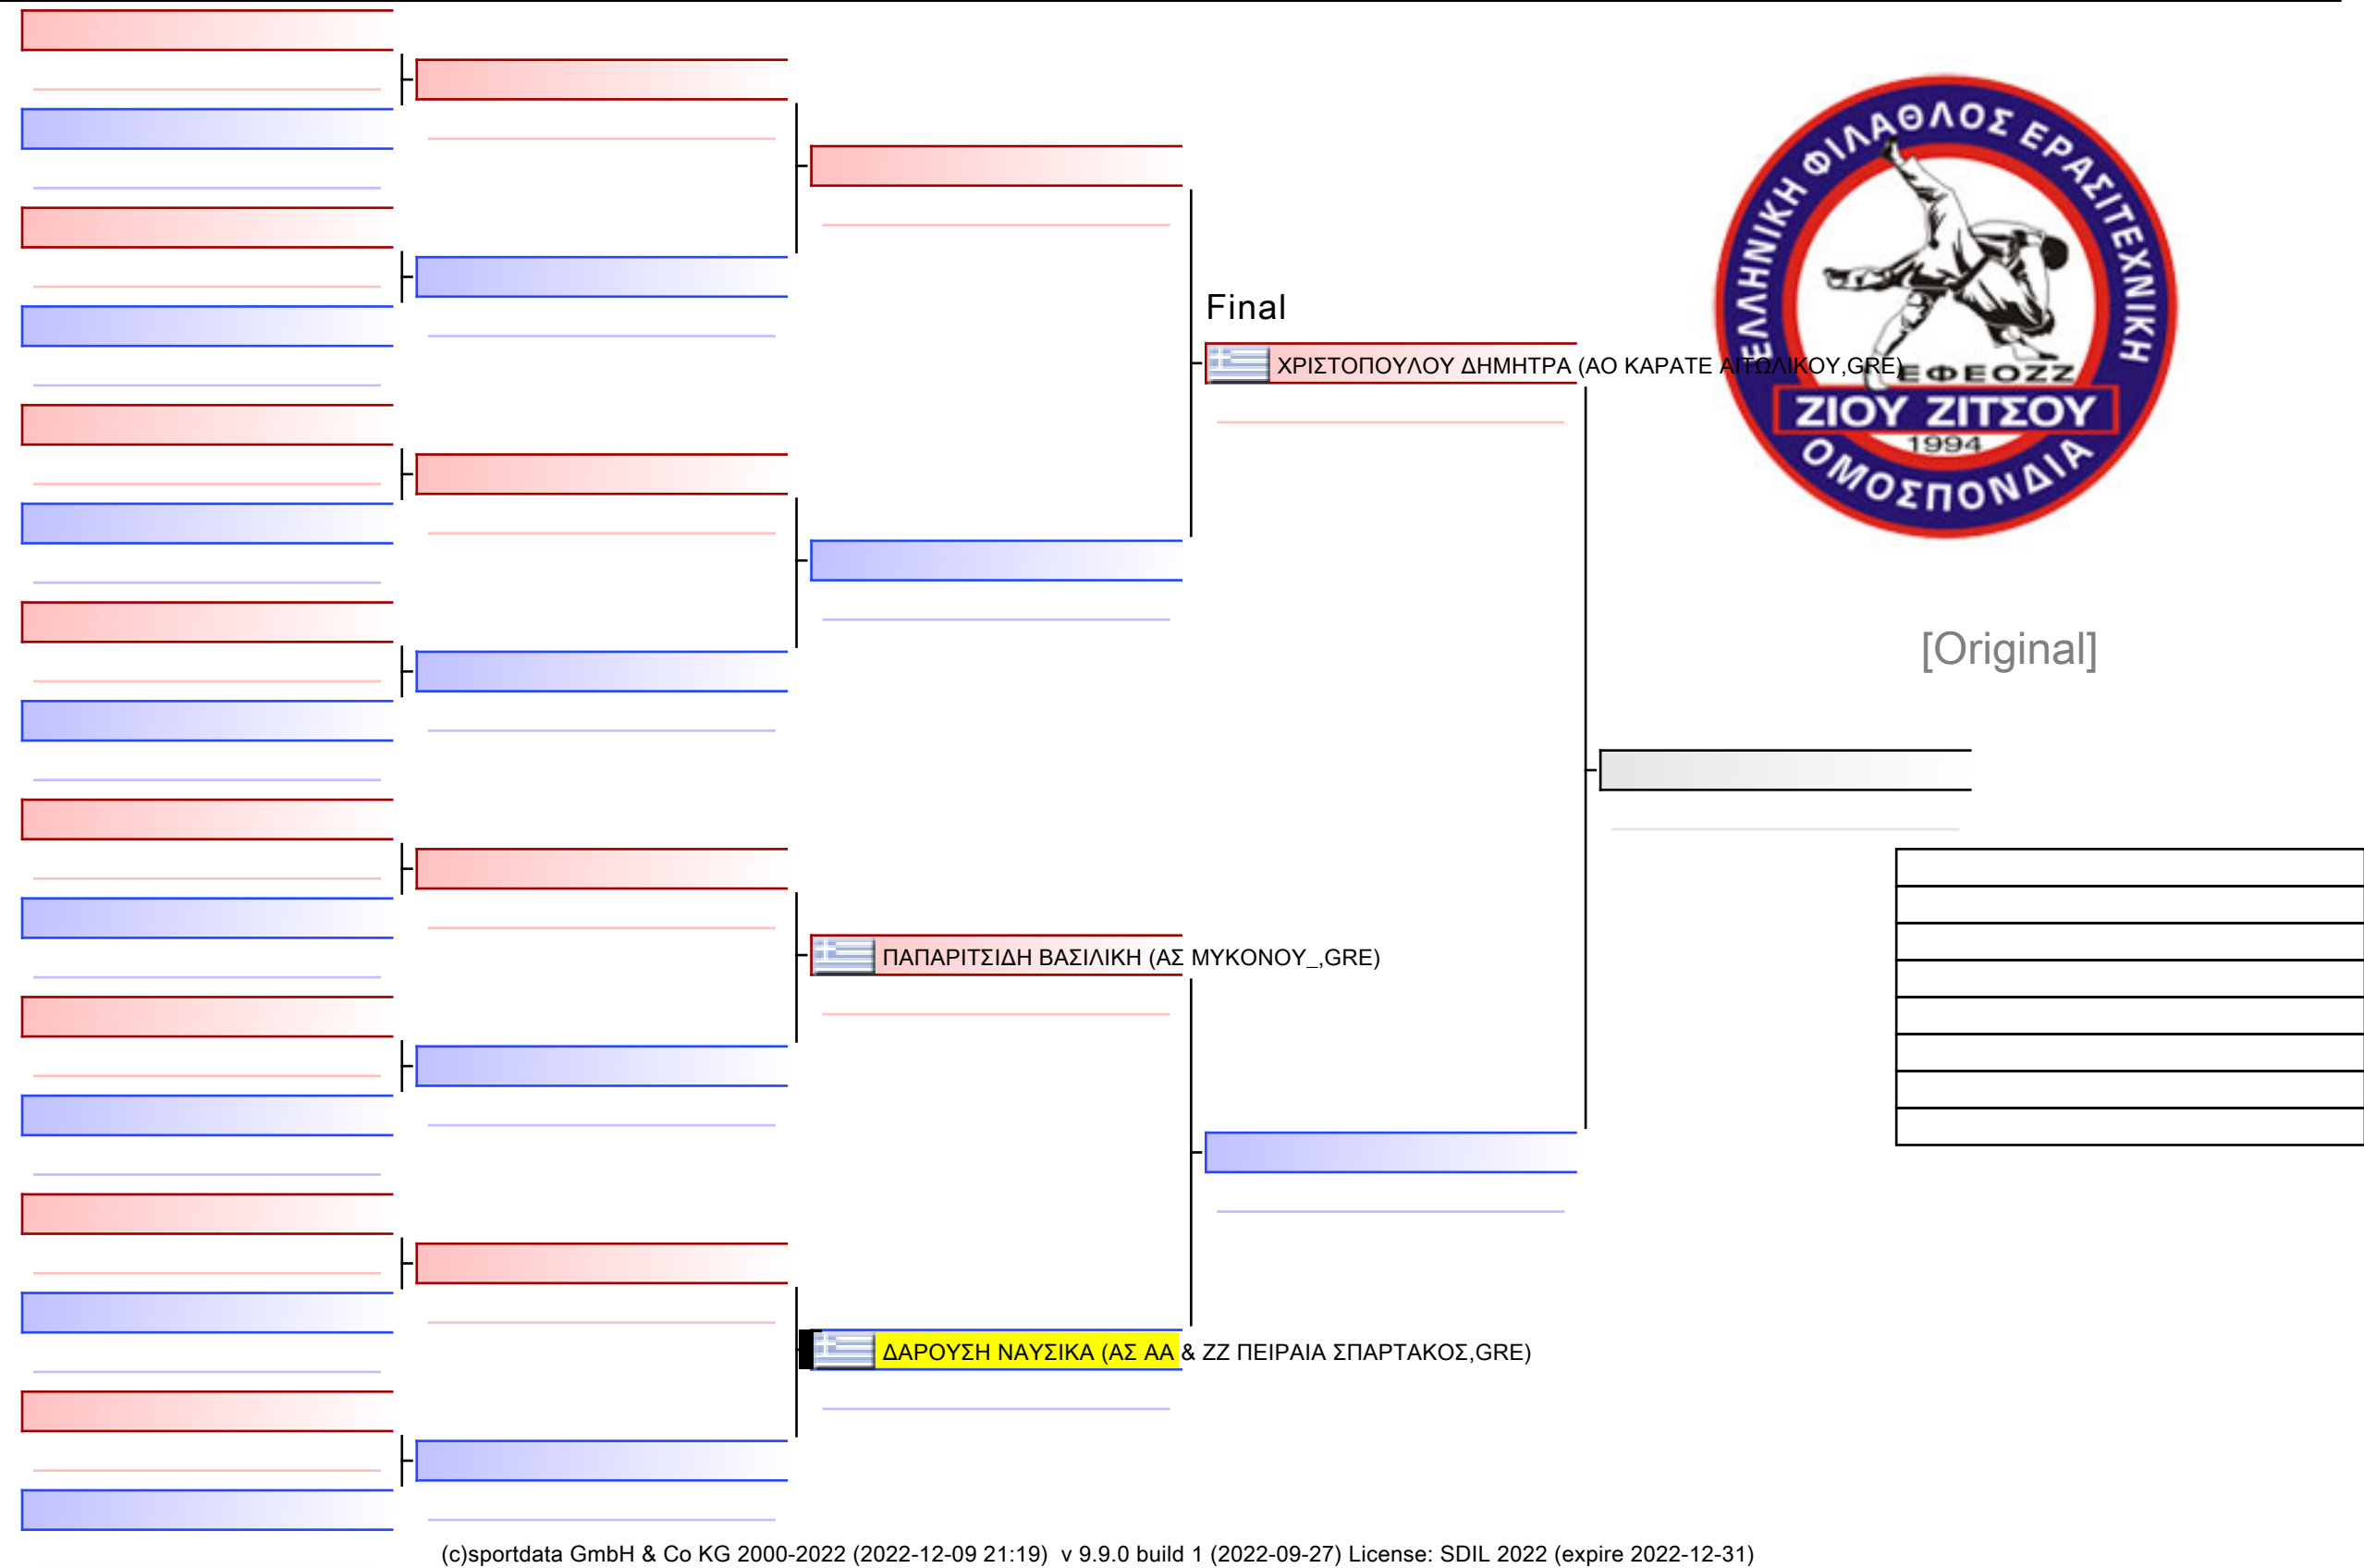 ΕΛΛΗΝΙΚΗ ΦΙΛΑΘΛΟΣ ΕΡΑΣΙΤΕΧΝΙΚΗ
Final
ΧΡΙΣΤΟΠΟΥΛΟΥ ΔΗΜΗΤΡΑ (ΑΟ ΚΑΡΑΤΕ ΑΙΤΩΛΙΚΟΥ,GRE)
ΕΦΕΟΖΖ
ΖΙΟΥ ΖΙΤΣΟΥ
1994
ΟΜΟΣΠΟΝΔΙΑ
[Original]
ΠΑΠΑΡΙΤΣΙΔΗ ΒΑΣΙΛΙΚΗ (ΑΣ ΜΥΚΟΝΟΥ_,GRE)
ΔΑΡΟΥΣΗ ΝΑΥΣΙΚΑ (ΑΣ ΑΑ & ΖΖ ΠΕΙΡΑΙΑ ΣΠΑΡΤΑΚΟΣ,GRE)
(c)sportdata GmbH & Co KG 2000-2022 (2022-12-09 21:19)  v 9.9.0 build 1 (2022-09-27) License: SDIL 2022 (expire 2022-12-31)